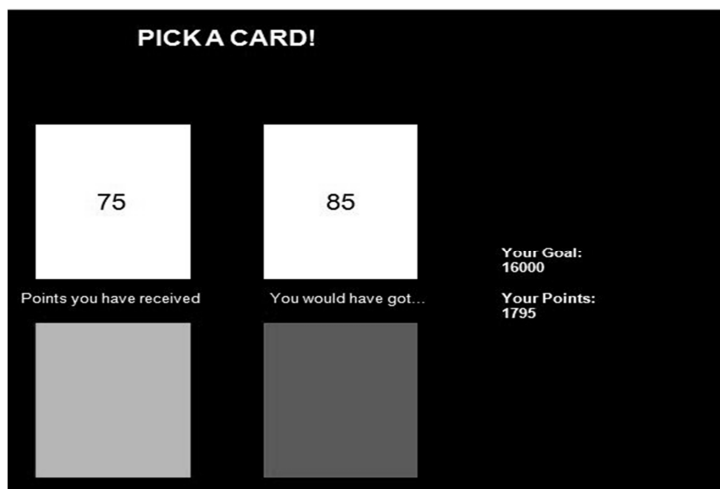 PICK A CARD!
75
85
Points you have received
You would have got...
Your Goal:
16000
Your Points:
1795